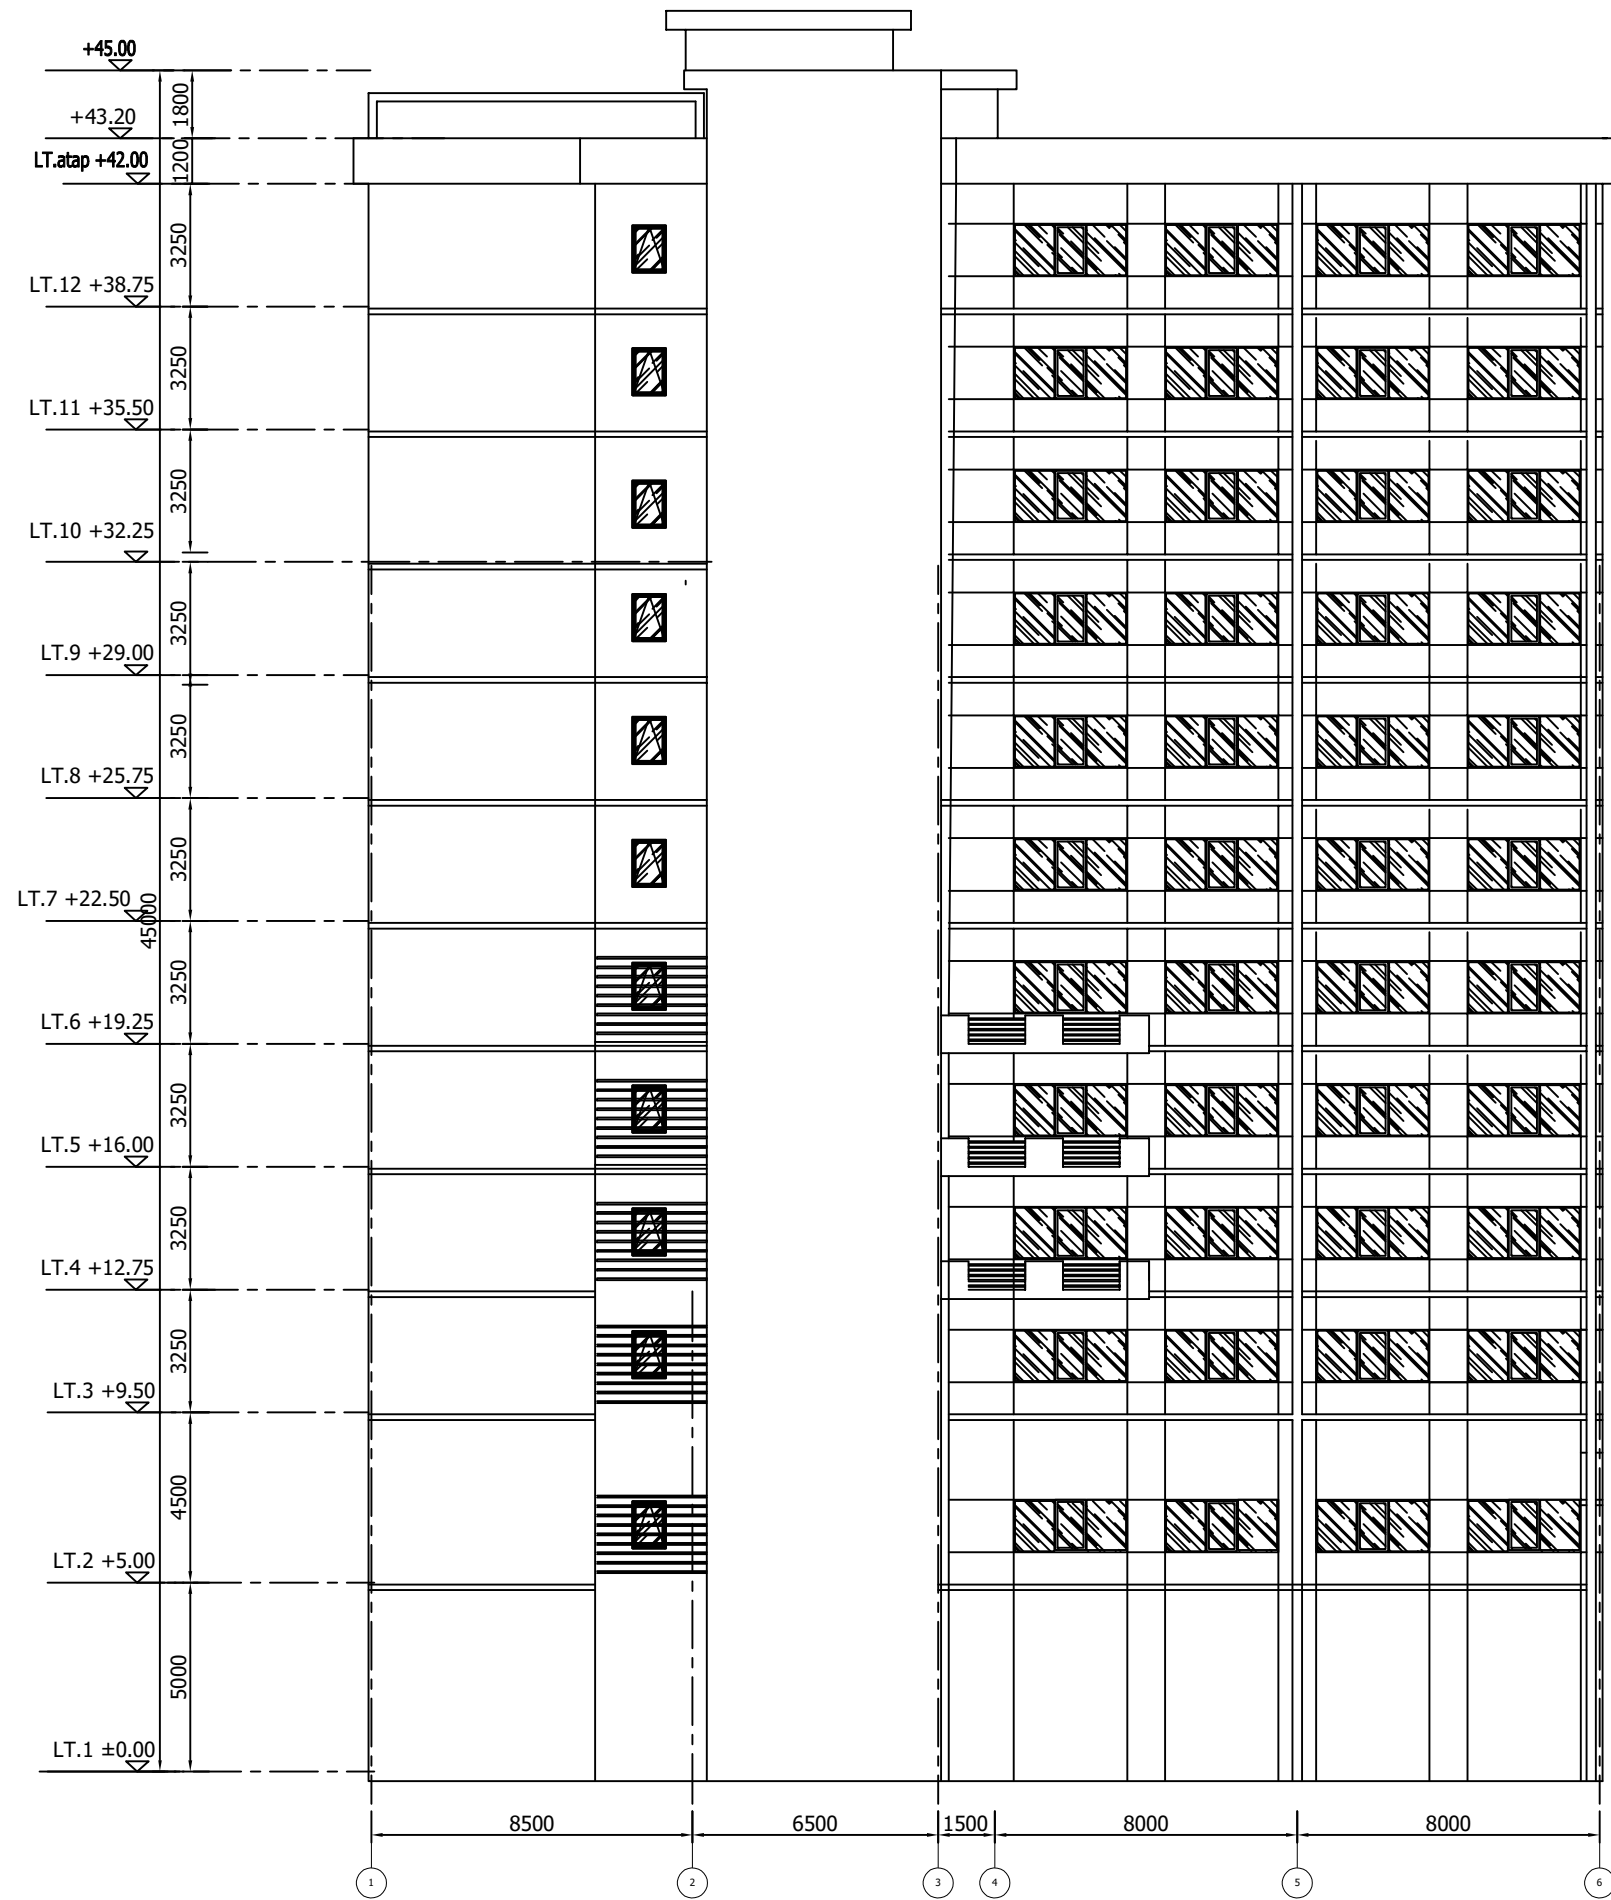 +45.00
1800
+43.20
1200
LT.atap +42.00
3250
LT.12 +38.75
3250
LT.11 +35.50
3250
LT.10 +32.25
3250
LT.9 +29.00
3250
LT.8 +25.75
3250
LT.7 +22.50
45000
3250
LT.6 +19.25
3250
LT.5 +16.00
3250
LT.4 +12.75
3250
LT.3 +9.50
4500
LT.2 +5.00
5000
LT.1 ±0.00
8500 6500 1500 8000 8000
1 2 3 4 5 6